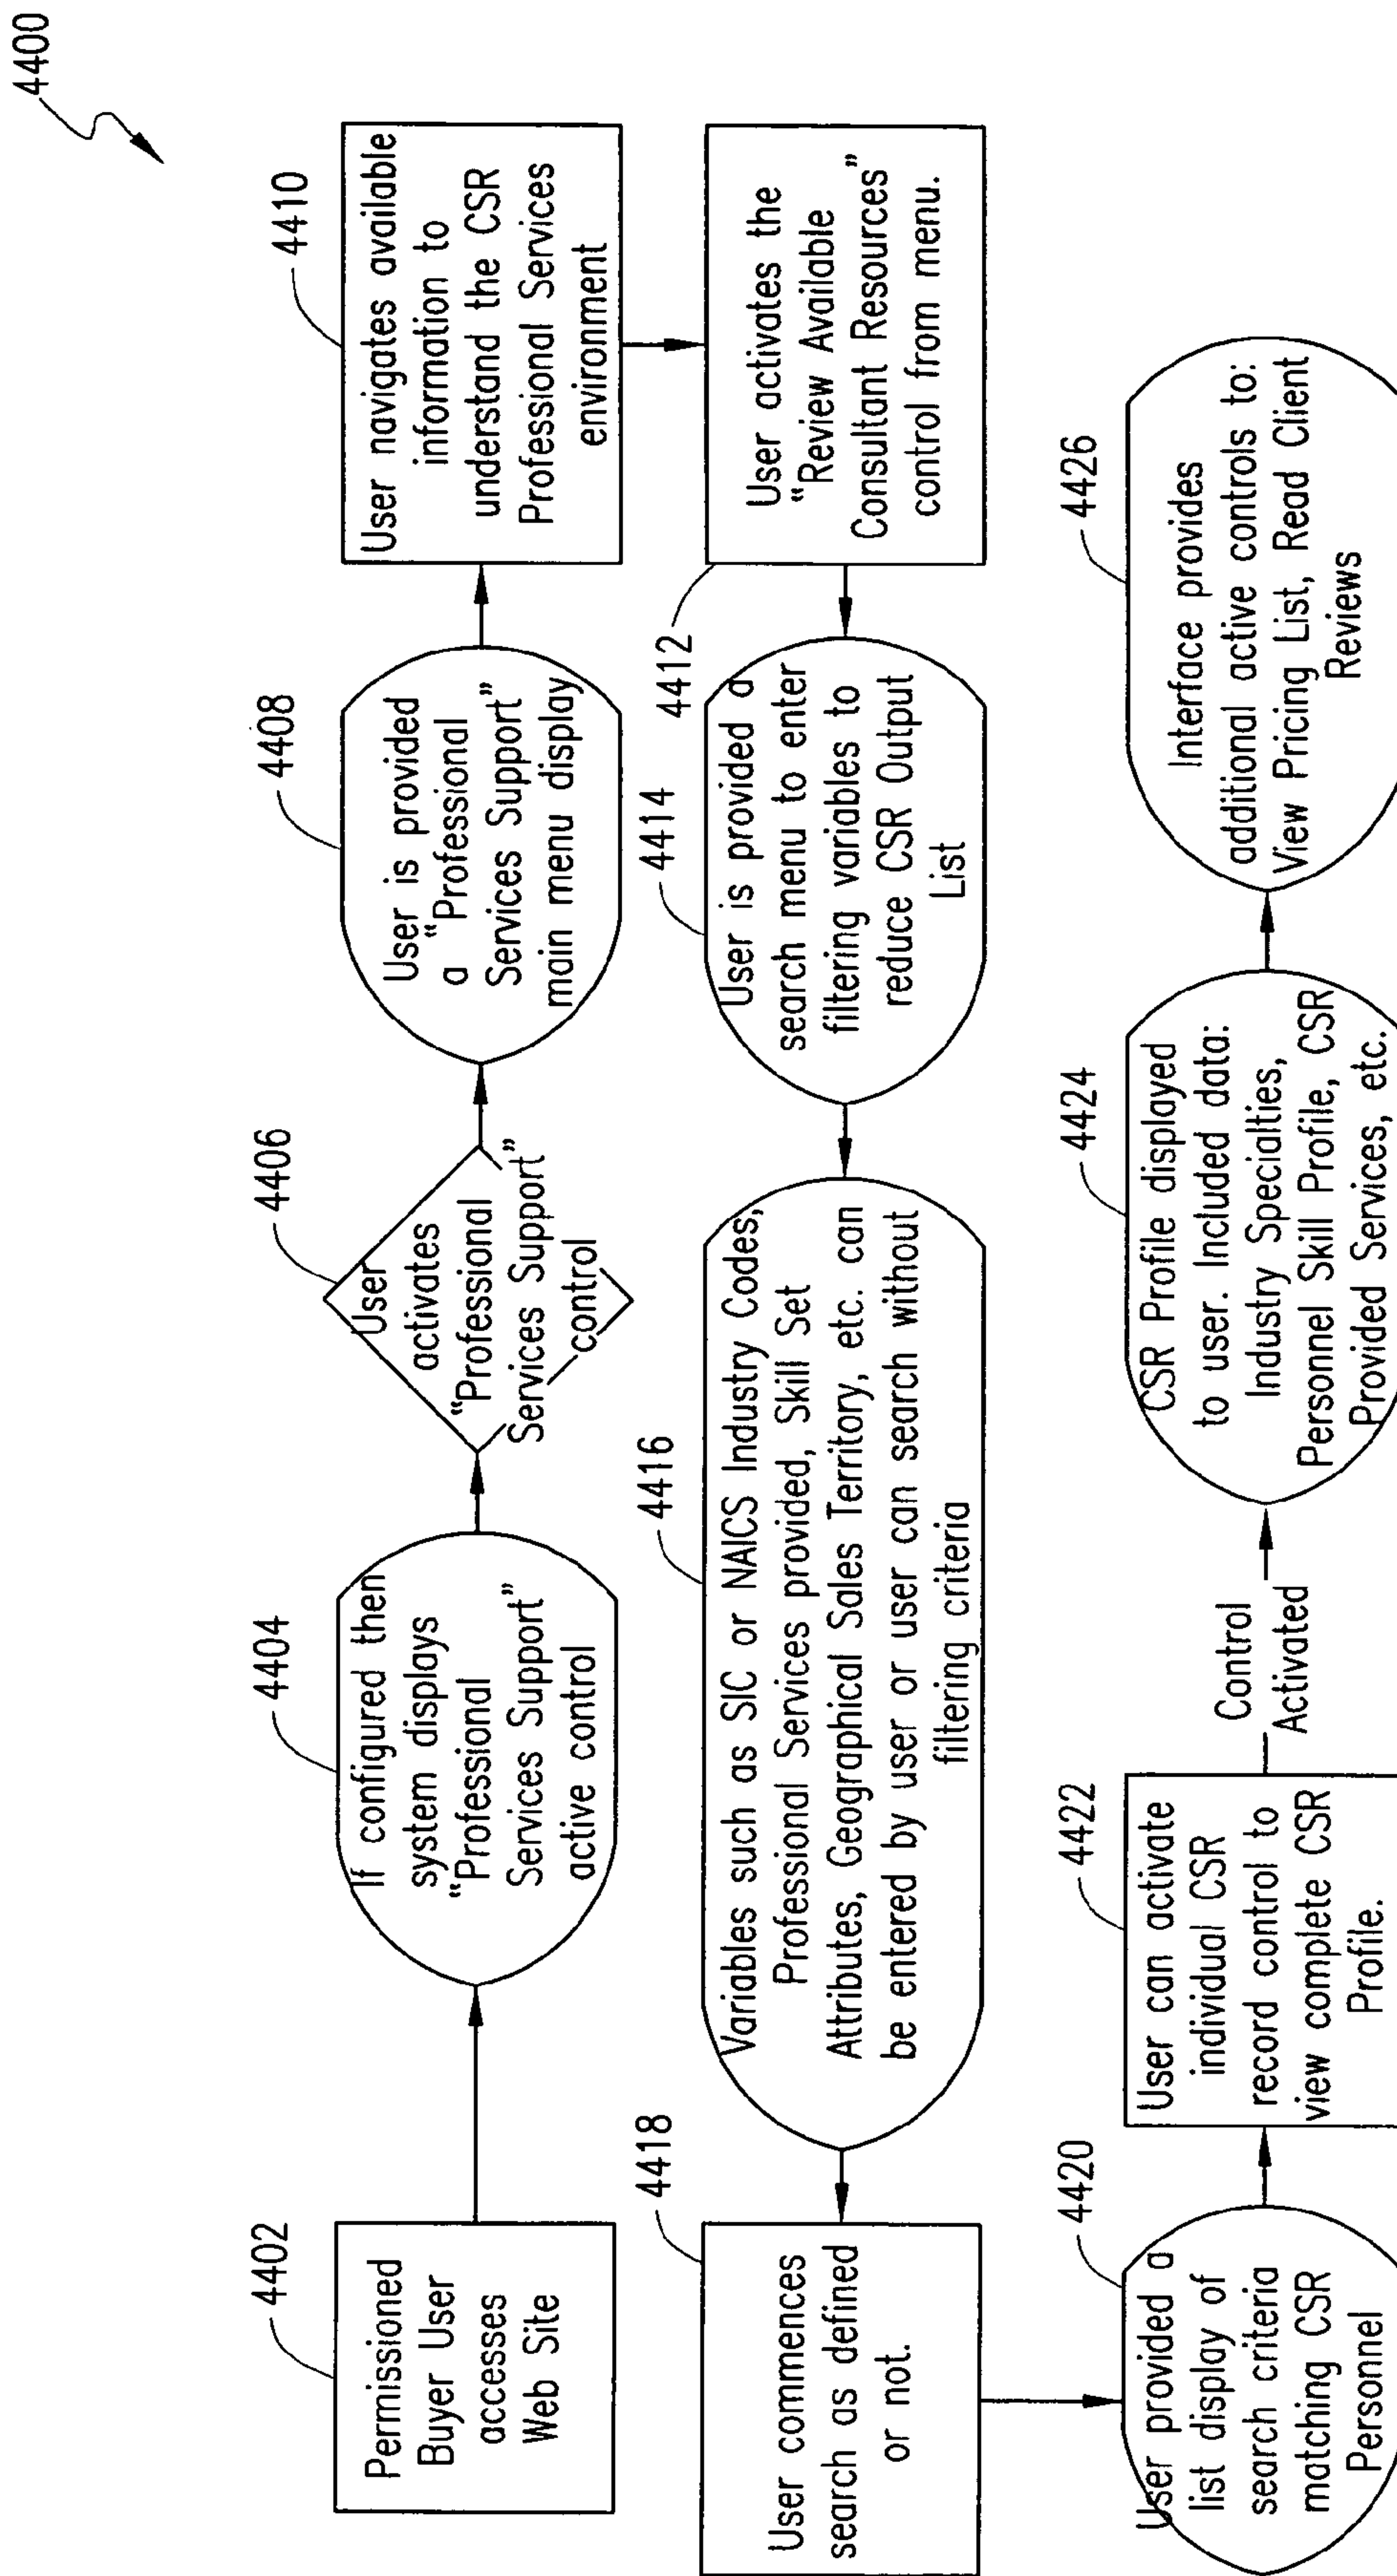 4400
4402
Permissioned
Buyer User
accesses
Web Site
4404
If configured then
system displays
“Professional
Services Support”
active control
4406
User
activates
“Professional
Services Support”
control
4408
User is provided
a “Professional
Services Support”
main menu display
4410
User navigates available
information to
understand the CSR
Professional Services
environment
4412
User activates the
“Review Available
Consultant Resources”
control from menu.
4414
User is provided a
search menu to enter
filtering variables to
reduce CSR Output
List
4416
Variables such as SIC or NAICS Industry Codes,
Professional Services provided, Skill Set
Attributes, Geographical Sales Territory, etc. can
be entered by user or user can search without
filtering criteria
4418
User commences
search as defined
or not.
4420
User provided a
list display of
search criteria
matching CSR
Personnel
4422
User can activate
individual CSR
record control to
view complete CSR
Profile.
Control
Activated
4424
CSR Profile displayed
to user. Included data:
Industry Specialties,
Personnel Skill Profile, CSR
Provided Services, etc.
4426
Interface provides
additional active controls to:
View Pricing List, Read Client
Reviews